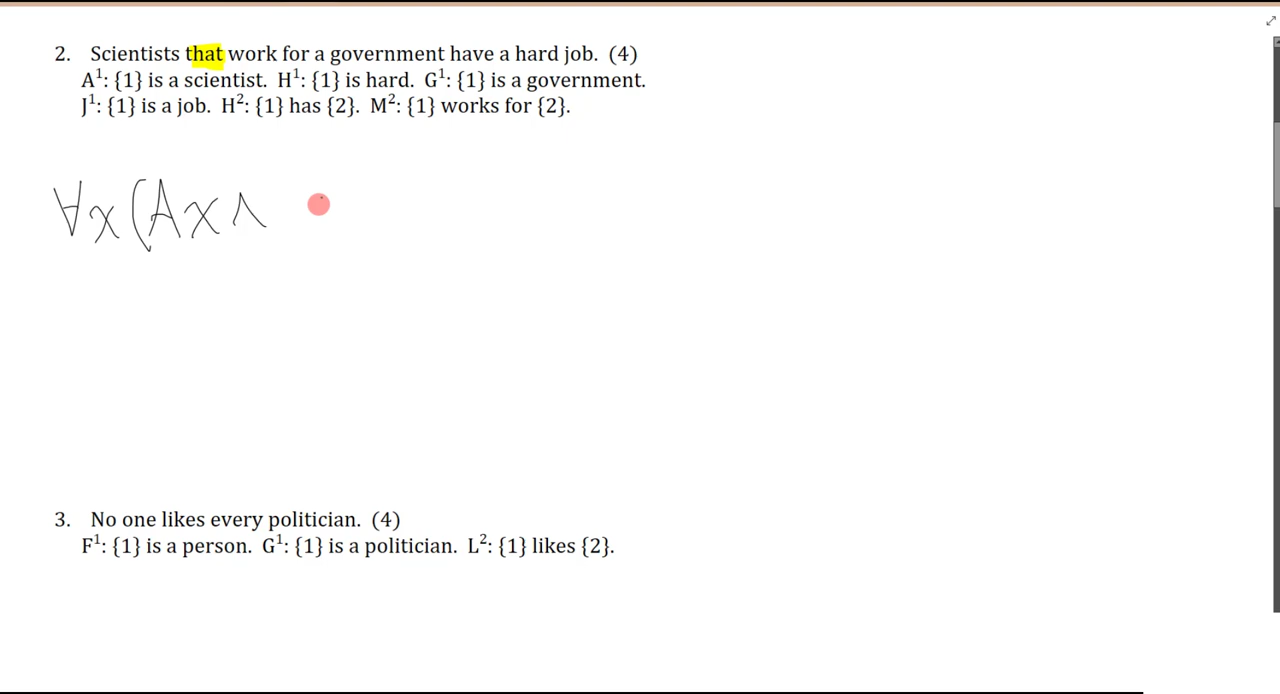 2. Scientists that work for a government have a hard job. (4)
A¹: {1} is a scientist. H¹: {1} is hard. G¹: {1} is a government.
J¹: {1} is a job. H²: {1} has {2}. M²: {1} works for {2}.
∀x(Ax∧
3. No one likes every politician. (4)
F¹: {1} is a person. G¹: {1} is a politician. L²: {1} likes {2}.